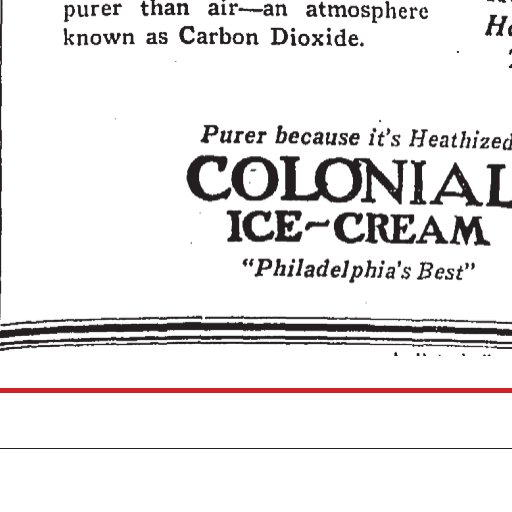 purer than air—an atmosphere
known as Carbon Dioxide.
Purer because it's Heathized
COLONIAL
ICE-CREAM
"Philadelphia's Best"